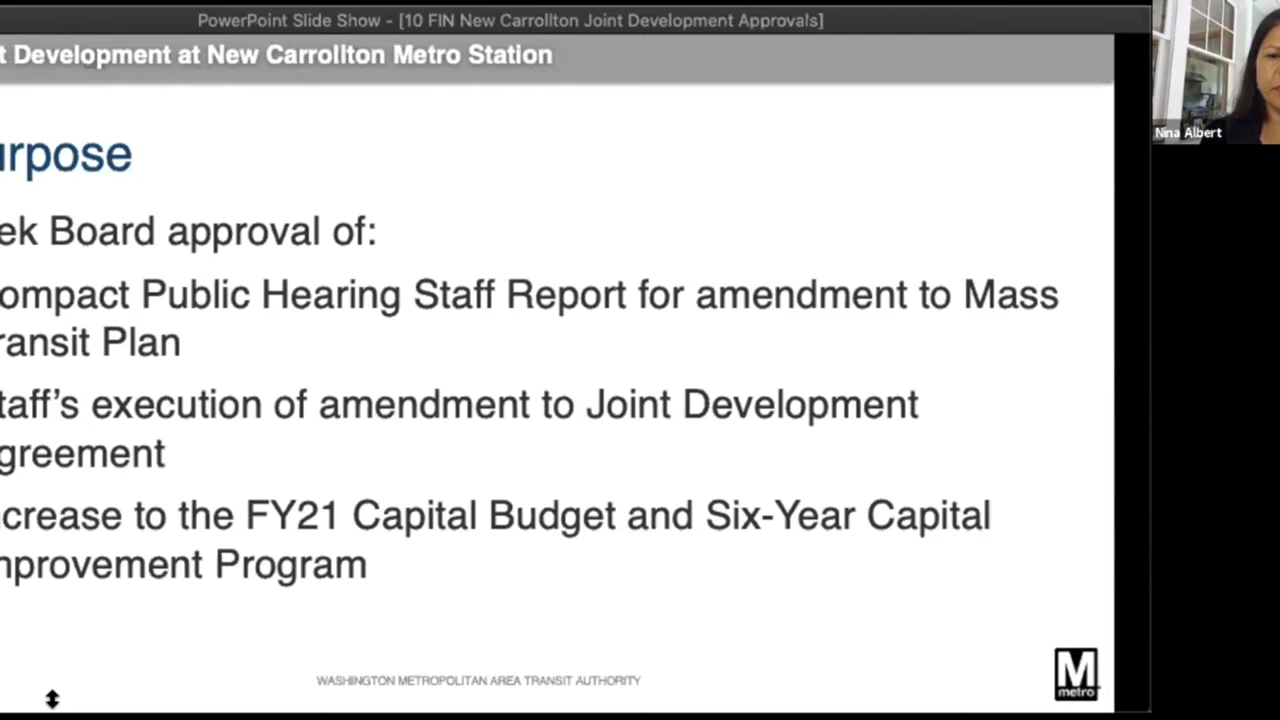 PowerPoint Slide Show - [10 FIN New Carrollton Joint Development Approvals]
t Development at New Carrollton Metro Station
Nina Albert
urpose
ek Board approval of:
ompact Public Hearing Staff Report for amendment to Mass
ransit Plan
taff's execution of amendment to Joint Development
greement
crease to the FY21 Capital Budget and Six-Year Capital
mprovement Program
WASHINGTON METROPOLITAN AREA TRANSIT AUTHORITY
M
metro